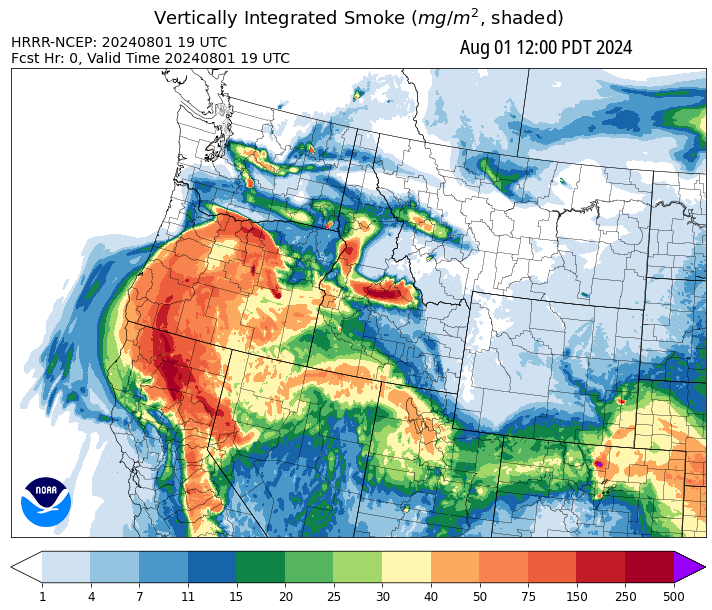 Vertically Integrated Smoke (mg/m², shaded)
HRRR-NCEP: 20240801 19 UTC
Aug 01 12:00 PDT 2024
Fcst Hr: 0, Valid Time 20240801 19 UTC
NOAA
1 4 7 11 15 20 25 30 40 50 75 150 250 500